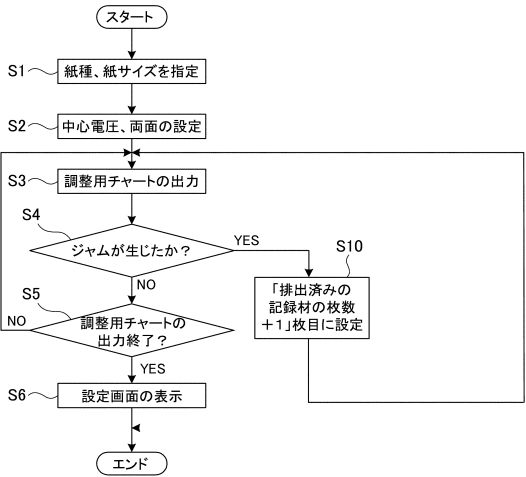 スタート
S1
紙種、紙サイズを指定
S2
中心電圧、両面の設定
S3
調整用チャートの出力
S4
ジャムが生じたか？
YES
NO
S10
「排出済みの
記録材の枚数
＋１」枚目に設定
S5
調整用チャートの
出力終了？
NO
YES
S6
設定画面の表示
エンド